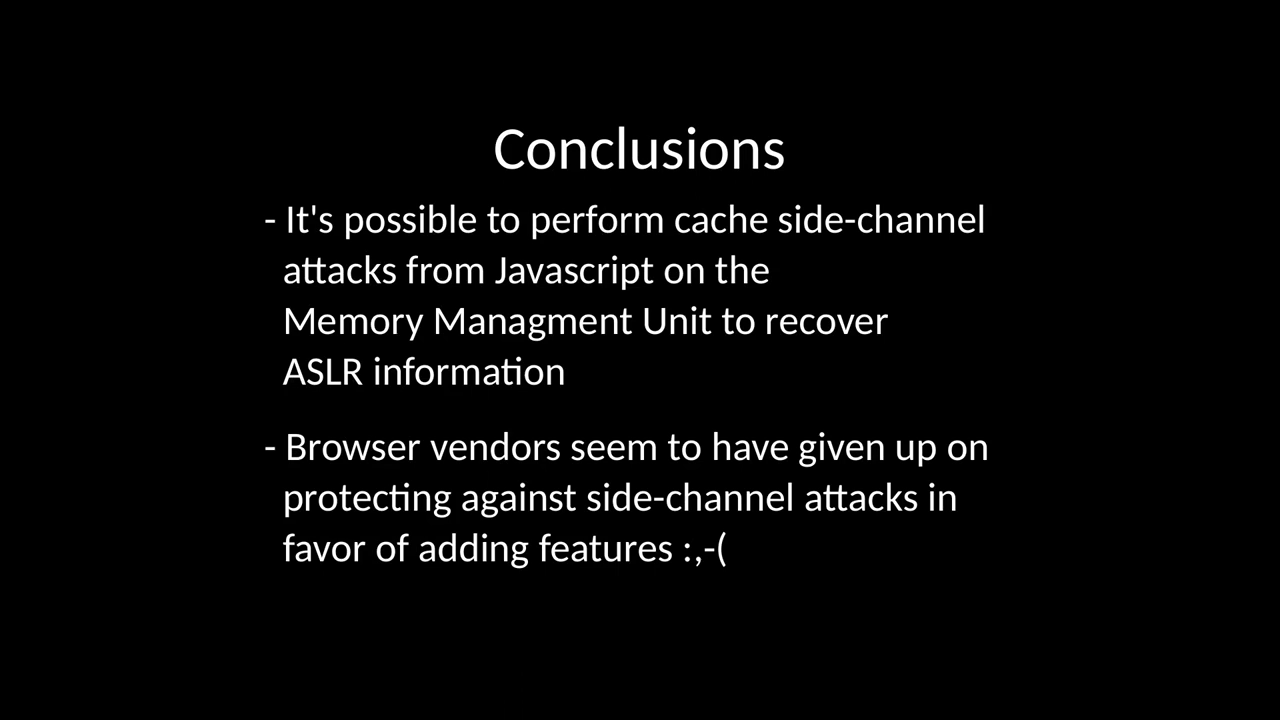 Conclusions
- It's possible to perform cache side-channel
attacks from Javascript on the
Memory Managment Unit to recover
ASLR information
- Browser vendors seem to have given up on
protecting against side-channel attacks in
favor of adding features :,-(